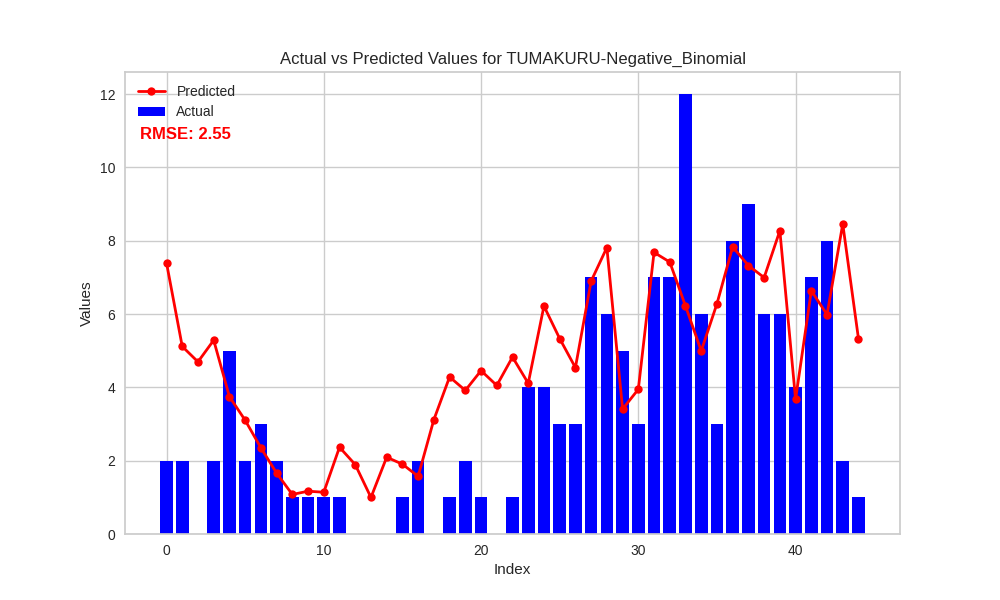 Actual vs Predicted Values for TUMAKURU-Negative_Binomial
Predicted
Actual
RMSE: 2.55
Values
12
10
8
6
4
2
0
0 10 20 30 40
Index